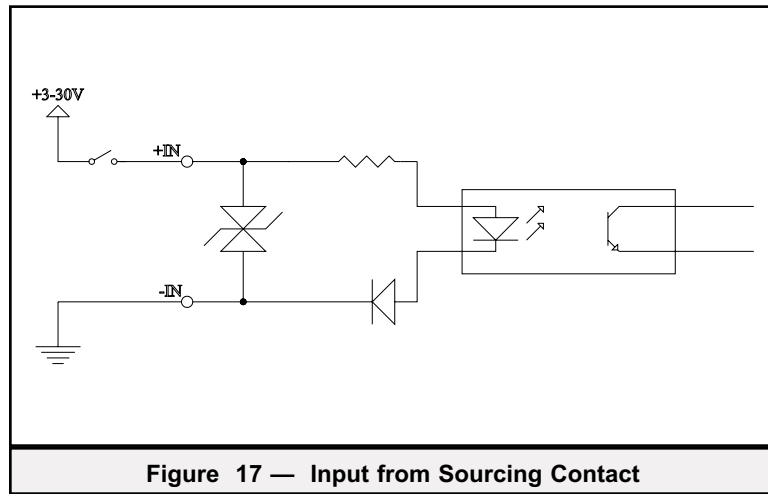 +3-30V
+IN
-IN
Figure 17 — Input from Sourcing Contact